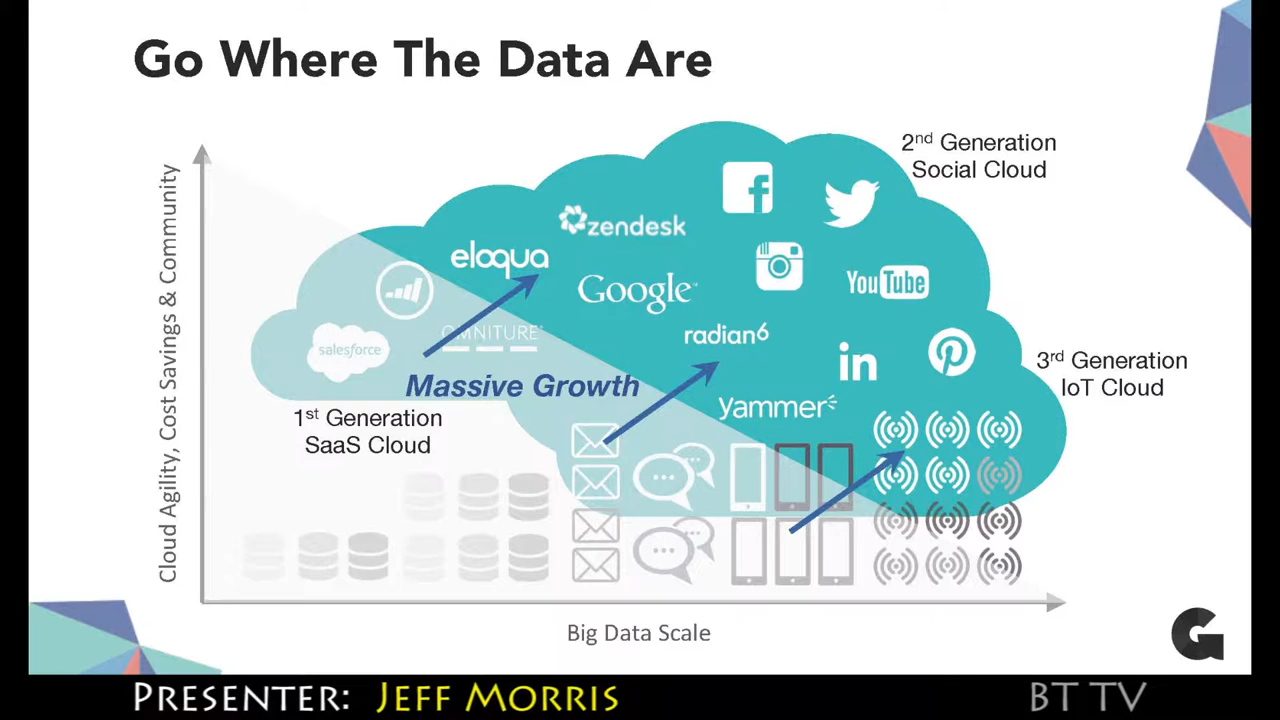 Go Where The Data Are
2nd Generation
Social Cloud
zendesk
eloqua
Google
YouTube
radian6
OMNITURE
salesforce
in
3rd Generation
IoT Cloud
Massive Growth
yammer
1st Generation
SaaS Cloud
Cloud Agility, Cost Savings & Community
Big Data Scale
G
PRESENTER: JEFF MORRIS
BT TV